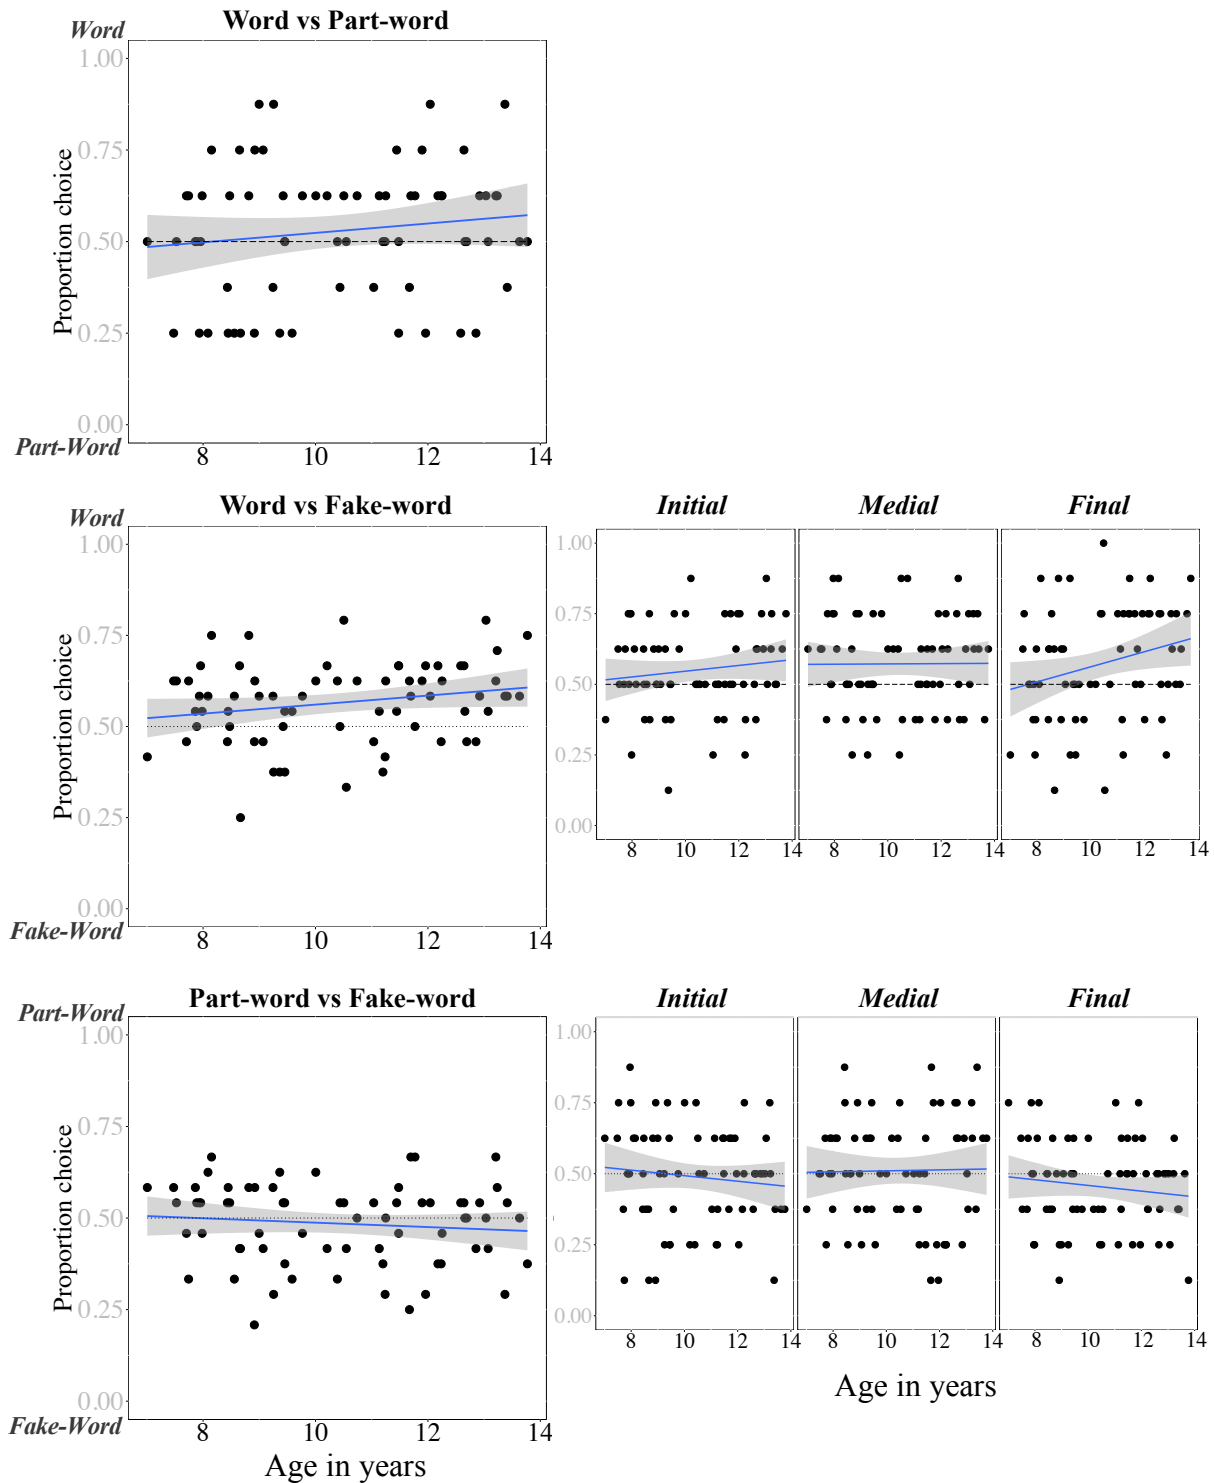 Word vs Part-word
Word
1.00
0.75
0.50
0.25
0.00
Proportion choice
Part-Word
8 10 12 14
Word vs Fake-word
Word
1.00
0.75
0.50
0.25
0.00
Proportion choice
Fake-Word
8 10 12 14
Initial Medial Final
1.00
0.75
0.50
0.25
0.00
8 10 12 14 8 10 12 14 8 10 12 14
Part-word vs Fake-word
Part-Word
1.00
0.75
0.50
0.25
0.00
Proportion choice
Fake-Word
8 10 12 14
Age in years
Initial Medial Final
1.00
0.75
0.50
0.25
0.00
8 10 12 14 8 10 12 14 8 10 12 14
Age in years